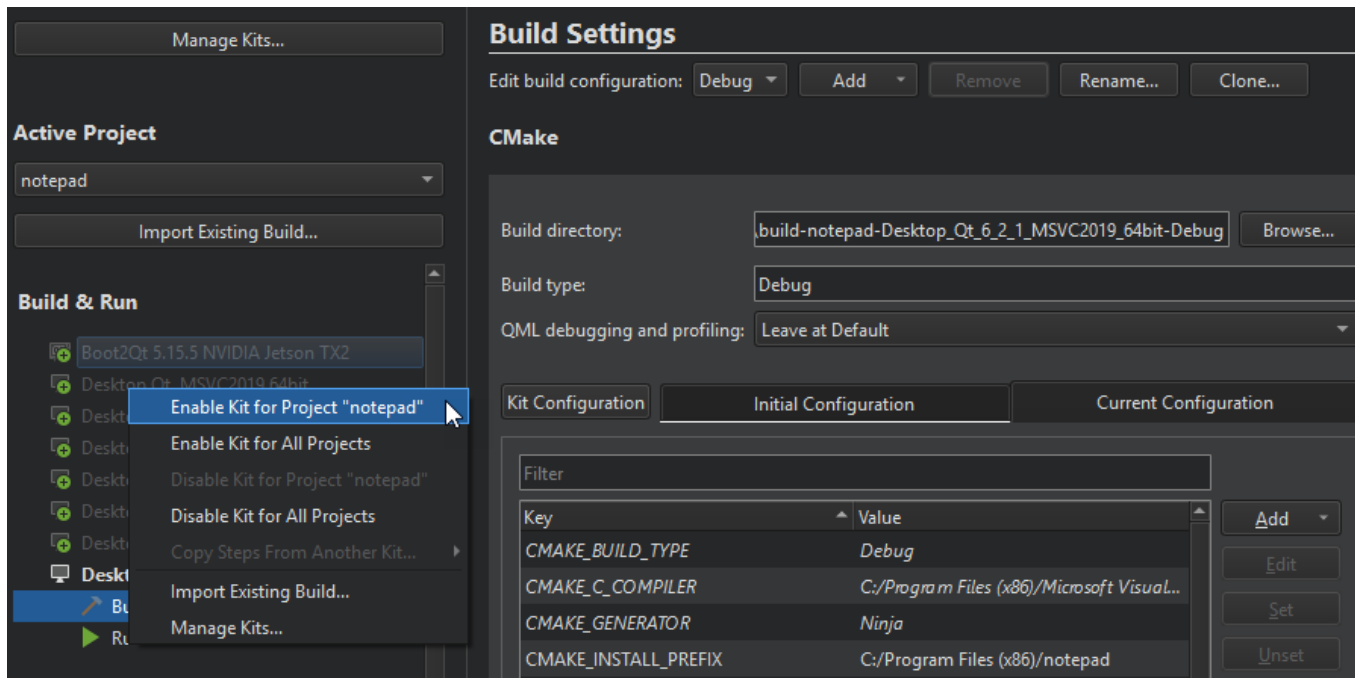 Manage Kits...
Active Project
notepad
Import Existing Build...
Build & Run
Boot2Qt 5.15.5 NVIDIA Jetson TX2
Desktop Qt MSVC2019 64bit
Enable Kit for Project "notepad"
Enable Kit for All Projects
Disable Kit for Project "notepad"
Disable Kit for All Projects
Copy Steps From Another Kit...
Import Existing Build...
Manage Kits...
Build Settings
Edit build configuration: Debug Add Remove Rename... Clone...
CMake
Build directory: \build-notepad-Desktop_Qt_6_2_1_MSVC2019_64bit-Debug Browse...
Build type: Debug
QML debugging and profiling: Leave at Default
Kit Configuration Initial Configuration Current Configuration
Filter
Key Value Add
CMAKE_BUILD_TYPE Debug
Edit
CMAKE_C_COMPILER C:/Program Files (x86)/Microsoft Visual...
Set
CMAKE_GENERATOR Ninja
CMAKE_INSTALL_PREFIX C:/Program Files (x86)/notepad
Unset